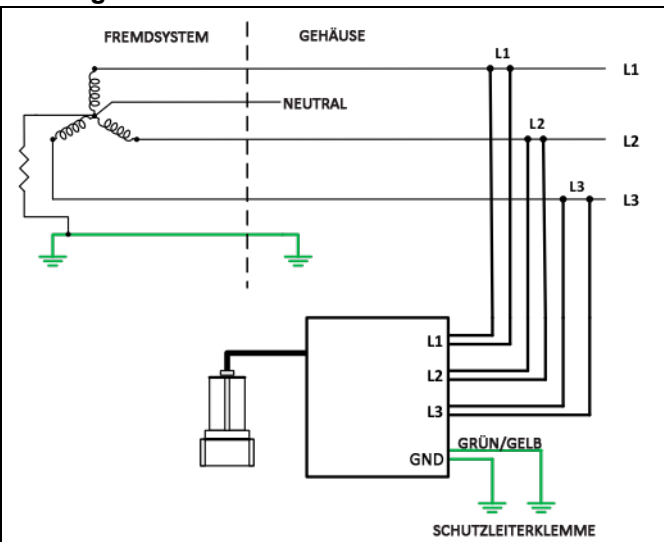 FREMDSYSTEM
GEHÄUSE
L1
L1
NEUTRAL
L2
L2
L3
L3
L1
L2
L3
GRÜN/GELB
GND
SCHUTZLEITERKLEMME